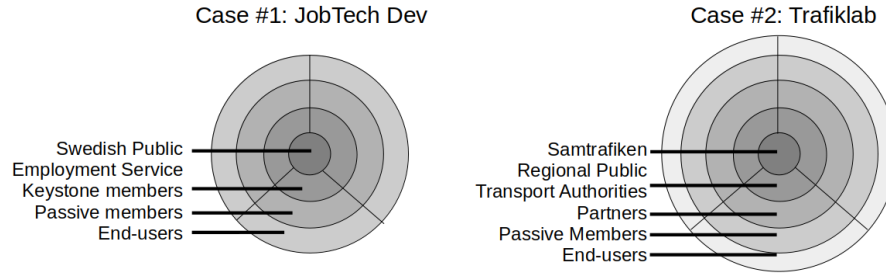 Case #1: JobTech Dev
Swedish Public
Employment Service
Keystone members
Passive members
End-users
Case #2: Trafiklab
Samtrafiken
Regional Public
Transport Authorities
Partners
Passive Members
End-users